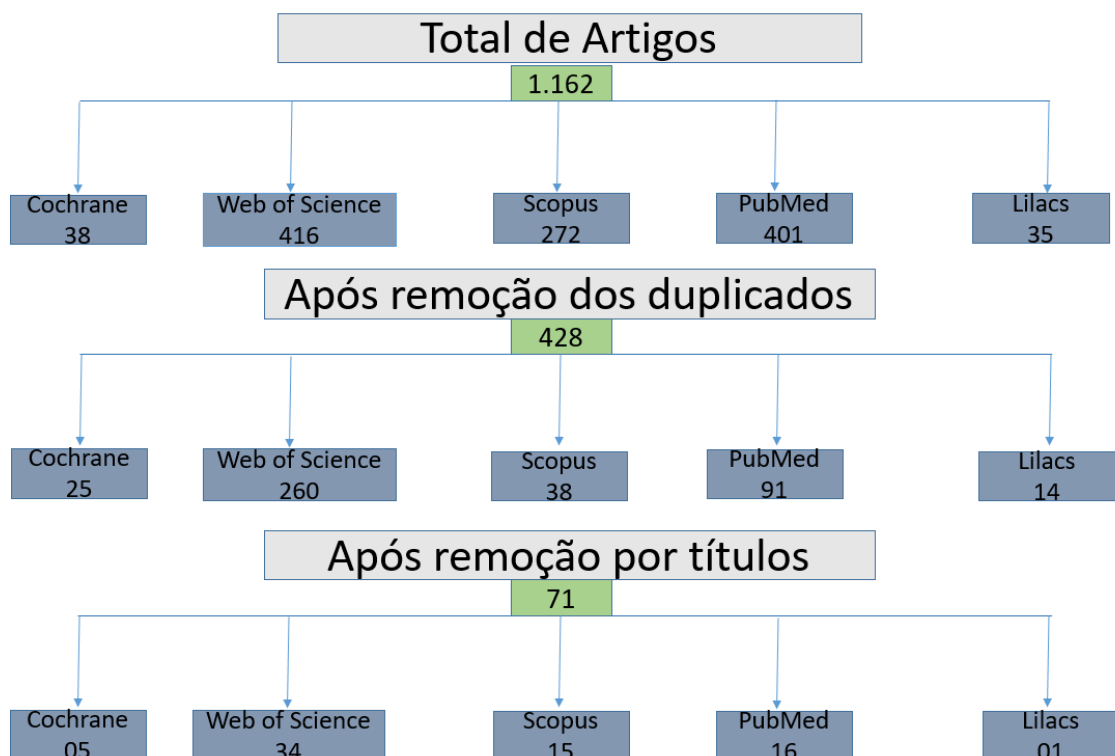 Total de Artigos
1.162
Cochrane
38
Web of Science
416
Scopus
272
PubMed
401
Lilacs
35
Após remoção dos duplicados
428
Cochrane
25
Web of Science
260
Scopus
38
PubMed
91
Lilacs
14
Após remoção por títulos
71
Cochrane
05
Web of Science
34
Scopus
15
PubMed
16
Lilacs
01